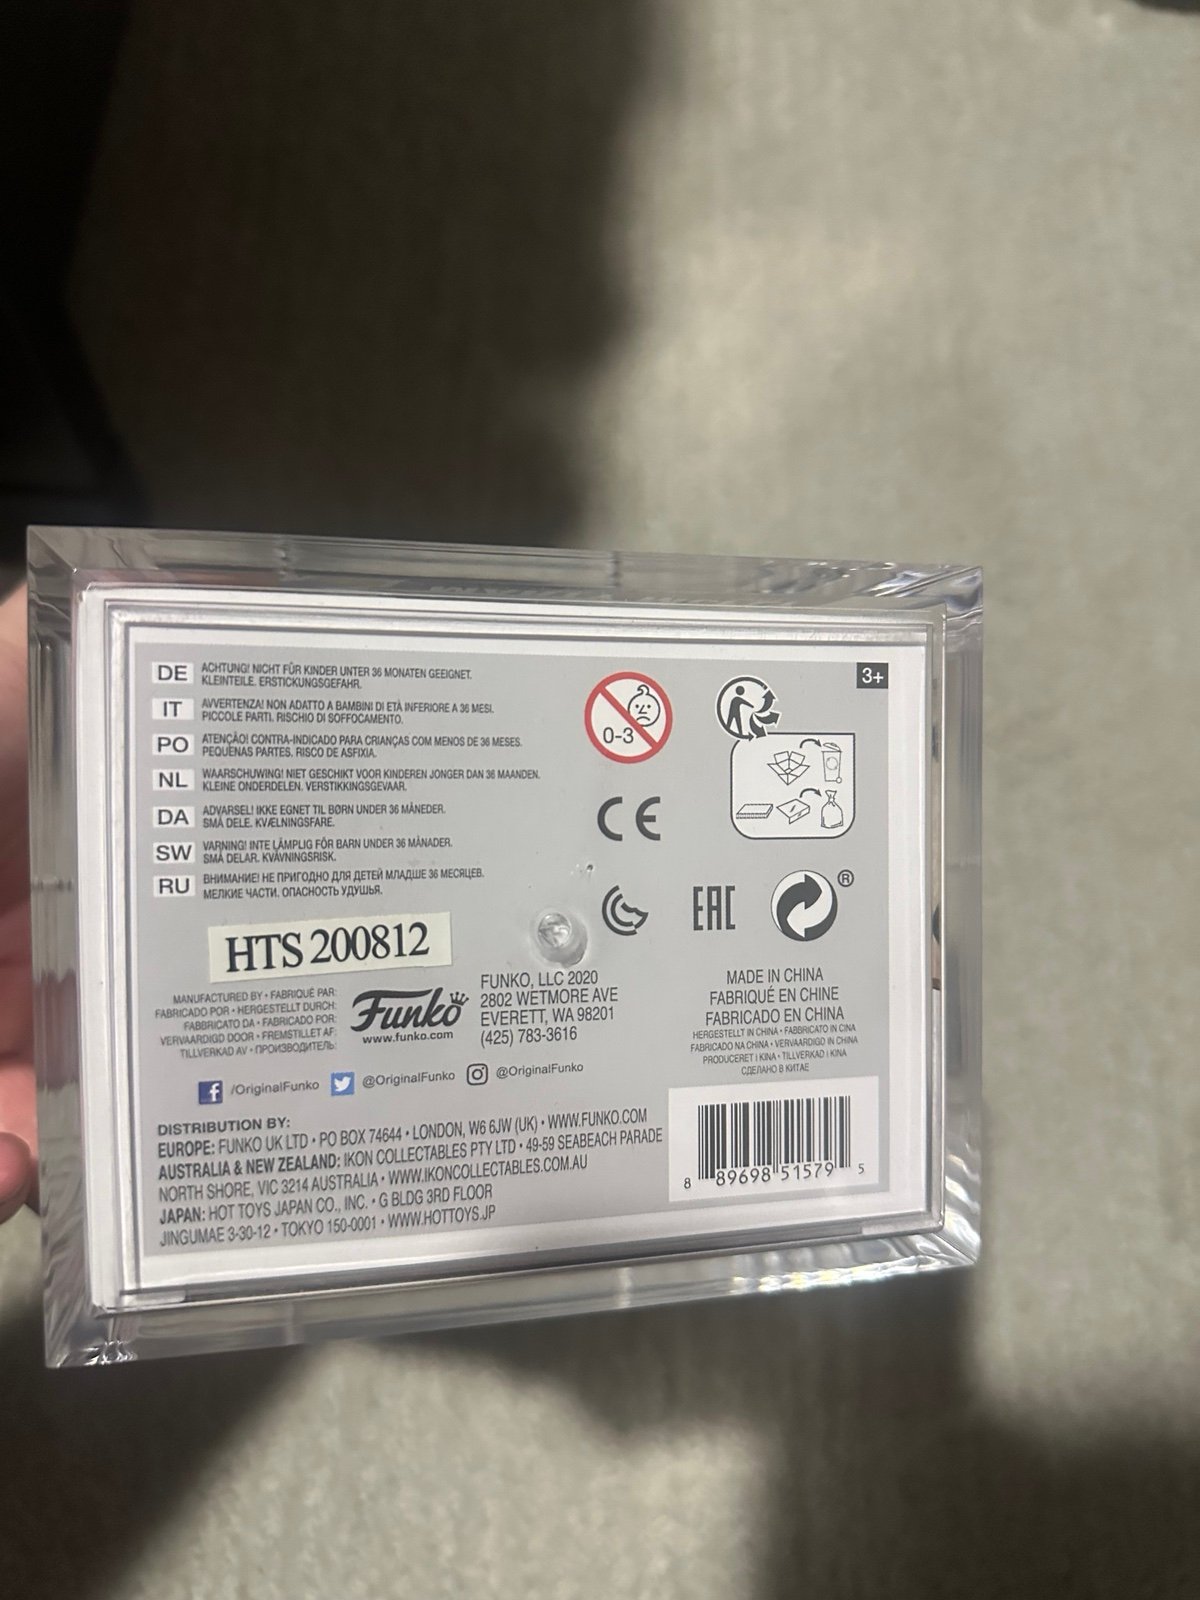 3+
DE ACHTUNG! NICHT FÜR KINDER UNTER 36 MONATEN GEEIGNET.
KLEINTEILE. ERSTICKUNGSGEFAHR.
IT AVVERTENZA! NON ADATTO A BAMBINI DI ETÀ INFERIORE A 36 MESI.
PICCOLE PARTI. RISCHIO DI SOFFOCAMENTO.
PO ATENÇÃO! CONTRA-INDICADO PARA CRIANÇAS COM MENOS DE 36 MESES.
PEQUENAS PARTES. RISCO DE ASFIXIA.
NL WAARSCHUWING! NIET GESCHIKT VOOR KINDEREN JONGER DAN 36 MAANDEN.
KLEINE ONDERDELEN. VERSTIKKINGSGEVAAR.
DA ADVARSEL! IKKE EGNET TIL BØRN UNDER 36 MÅNEDER.
SMÅ DELE. KVÆLNINGSFARE.
SW VARNING! INTE LÄMPLIG FÖR BARN UNDER 36 MÅNADER.
SMÅ DELAR. KVÄVNINGSRISK.
RU ВНИМАНИЕ! НЕ ПРИГОДНО ДЛЯ ДЕТЕЙ МЛАДШЕ 36 МЕСЯЦЕВ.
МЕЛКИЕ ЧАСТИ. ОПАСНОСТЬ УДУШЬЯ.
0-3
CE
EAC
®
HTS 200812
MANUFACTURED BY • FABRIQUÉ PAR:
FABRICADO POR • HERGESTELLT DURCH:
FABBRICATO DA • FABRICADO POR:
VERVAARDIGD DOOR • FREMSTILLET AF:
TILLVERKAD AV • ПРОИЗВОДИТЕЛЬ:
Funko
www.funko.com
FUNKO, LLC 2020
2802 WETMORE AVE
EVERETT, WA 98201
(425) 783-3616
MADE IN CHINA
FABRIQUÉ EN CHINE
FABRICADO EN CHINA
HERGESTELLT IN CHINA • FABBRICATO IN CINA
FABRICADO NA CHINA • VERVAARDIGD IN CHINA
PRODUCERET I KINA • TILLVERKAD I KINA
СДЕЛАНО В КИТАЕ
f /OriginalFunko @OriginalFunko @OriginalFunko
DISTRIBUTION BY:
EUROPE: FUNKO UK LTD • PO BOX 74644 • LONDON, W6 6JW (UK) • WWW.FUNKO.COM
AUSTRALIA & NEW ZEALAND: IKON COLLECTABLES PTY LTD • 49-59 SEABEACH PARADE
NORTH SHORE, VIC 3214 AUSTRALIA • WWW.IKONCOLLECTABLES.COM.AU
JAPAN: HOT TOYS JAPAN CO., INC. • G BLDG 3RD FLOOR
JINGUMAE 3-30-12 • TOKYO 150-0001 • WWW.HOTTOYS.JP
8 89698 51579 5